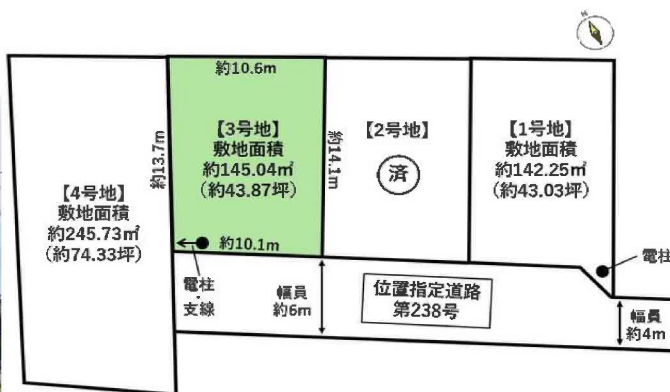 N
約10.6m
【3号地】
敷地面積
約145.04㎡
（約43.87坪）
約13.7m
約14.1m
約10.1m
【2号地】
済
【1号地】
敷地面積
約142.25㎡
（約43.03坪）
【4号地】
敷地面積
約245.73㎡
（約74.33坪）
電柱
・
支線
幅員
約6m
位置指定道路
第238号
電柱
幅員
約4m